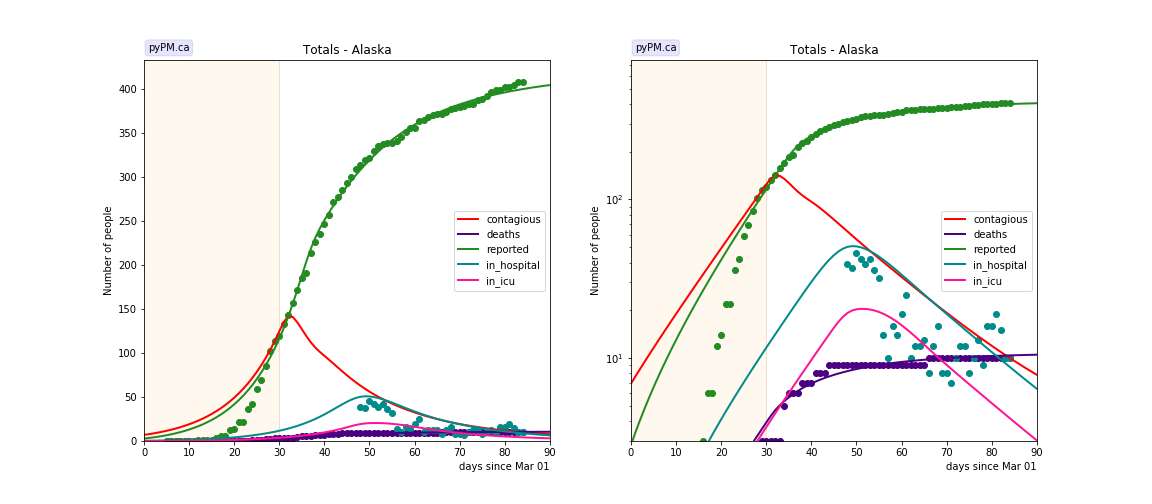 pyPM.ca
Totals - Alaska
Number of people
400
350
300
250
200
150
100
50
0
0 10 20 30 40 50 60 70 80 90
days since Mar 01
contagious
deaths
reported
in_hospital
in_icu
pyPM.ca
Totals - Alaska
Number of people
10²
10¹
0 10 20 30 40 50 60 70 80 90
days since Mar 01
contagious
deaths
reported
in_hospital
in_icu